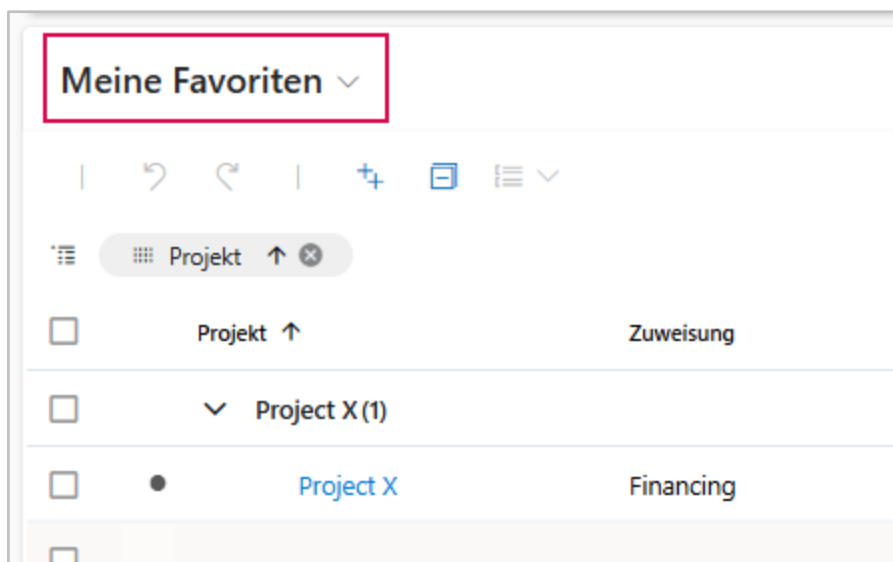 Meine Favoriten
Projekt
Projekt Zuweisung
Project X (1)
Project X Financing